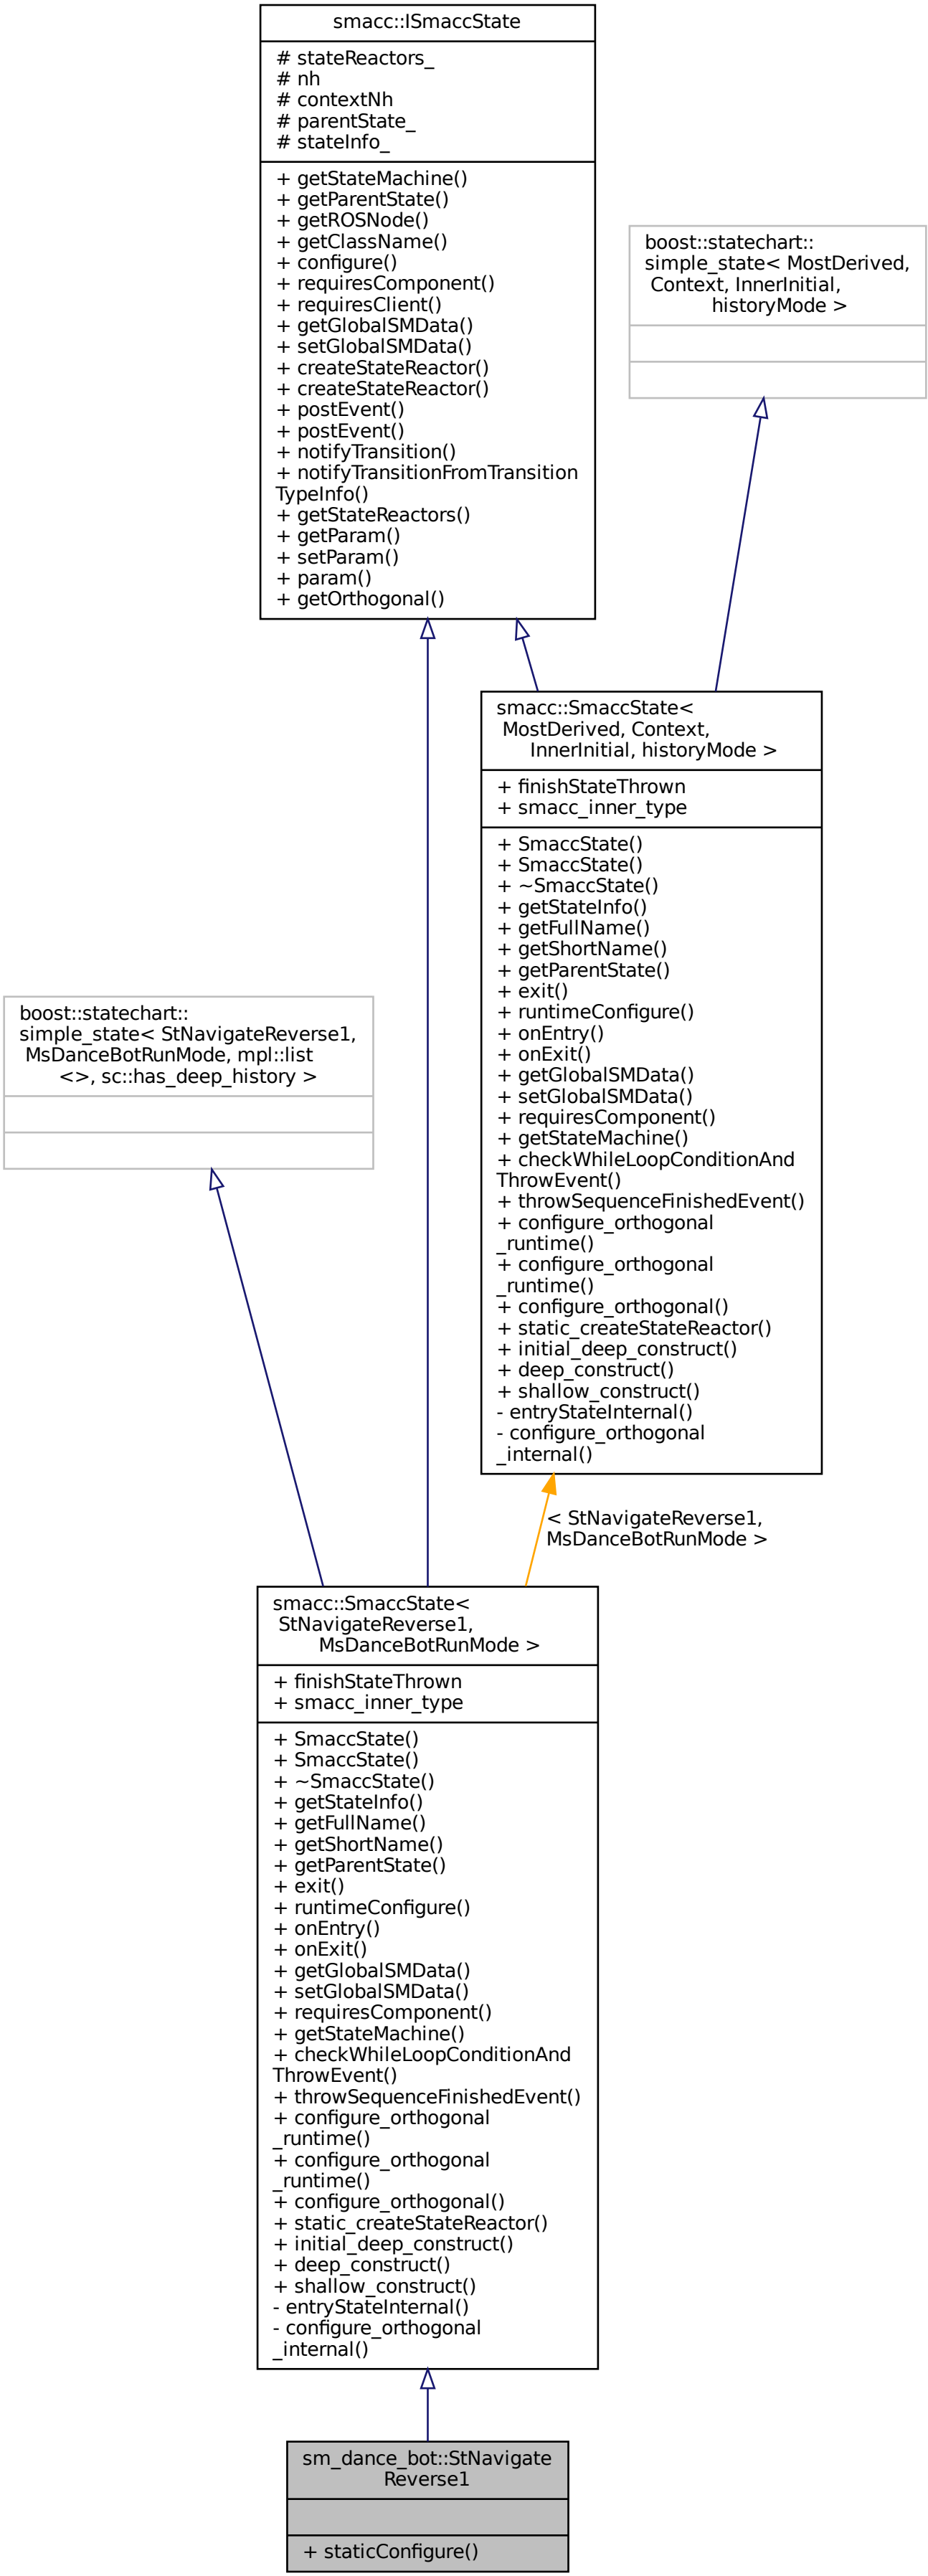 smacc::ISmaccState
# stateReactors_
# nh
# contextNh
# parentState_
# stateInfo_
+ getStateMachine()
+ getParentState()
+ getROSNode()
+ getClassName()
+ configure()
+ requiresComponent()
+ requiresClient()
+ getGlobalSMData()
+ setGlobalSMData()
+ createStateReactor()
+ createStateReactor()
+ postEvent()
+ postEvent()
+ notifyTransition()
+ notifyTransitionFromTransition
TypeInfo()
+ getStateReactors()
+ getParam()
+ setParam()
+ param()
+ getOrthogonal()
boost::statechart::
simple_state< MostDerived,
Context, InnerInitial,
historyMode >
smacc::SmaccState<
MostDerived, Context,
InnerInitial, historyMode >
+ finishStateThrown
+ smacc_inner_type
+ SmaccState()
+ SmaccState()
+ ~SmaccState()
+ getStateInfo()
+ getFullName()
+ getShortName()
+ getParentState()
+ exit()
+ runtimeConfigure()
+ onEntry()
+ onExit()
+ getGlobalSMData()
+ setGlobalSMData()
+ requiresComponent()
+ getStateMachine()
+ checkWhileLoopConditionAnd
ThrowEvent()
+ throwSequenceFinishedEvent()
+ configure_orthogonal
_runtime()
+ configure_orthogonal
_runtime()
+ configure_orthogonal()
+ static_createStateReactor()
+ initial_deep_construct()
+ deep_construct()
+ shallow_construct()
- entryStateInternal()
- configure_orthogonal
_internal()
boost::statechart::
simple_state< StNavigateReverse1,
MsDanceBotRunMode, mpl::list
<>, sc::has_deep_history >
< StNavigateReverse1,
MsDanceBotRunMode >
smacc::SmaccState<
StNavigateReverse1,
MsDanceBotRunMode >
+ finishStateThrown
+ smacc_inner_type
+ SmaccState()
+ SmaccState()
+ ~SmaccState()
+ getStateInfo()
+ getFullName()
+ getShortName()
+ getParentState()
+ exit()
+ runtimeConfigure()
+ onEntry()
+ onExit()
+ getGlobalSMData()
+ setGlobalSMData()
+ requiresComponent()
+ getStateMachine()
+ checkWhileLoopConditionAnd
ThrowEvent()
+ throwSequenceFinishedEvent()
+ configure_orthogonal
_runtime()
+ configure_orthogonal
_runtime()
+ configure_orthogonal()
+ static_createStateReactor()
+ initial_deep_construct()
+ deep_construct()
+ shallow_construct()
- entryStateInternal()
- configure_orthogonal
_internal()
sm_dance_bot::StNavigate
Reverse1
+ staticConfigure()